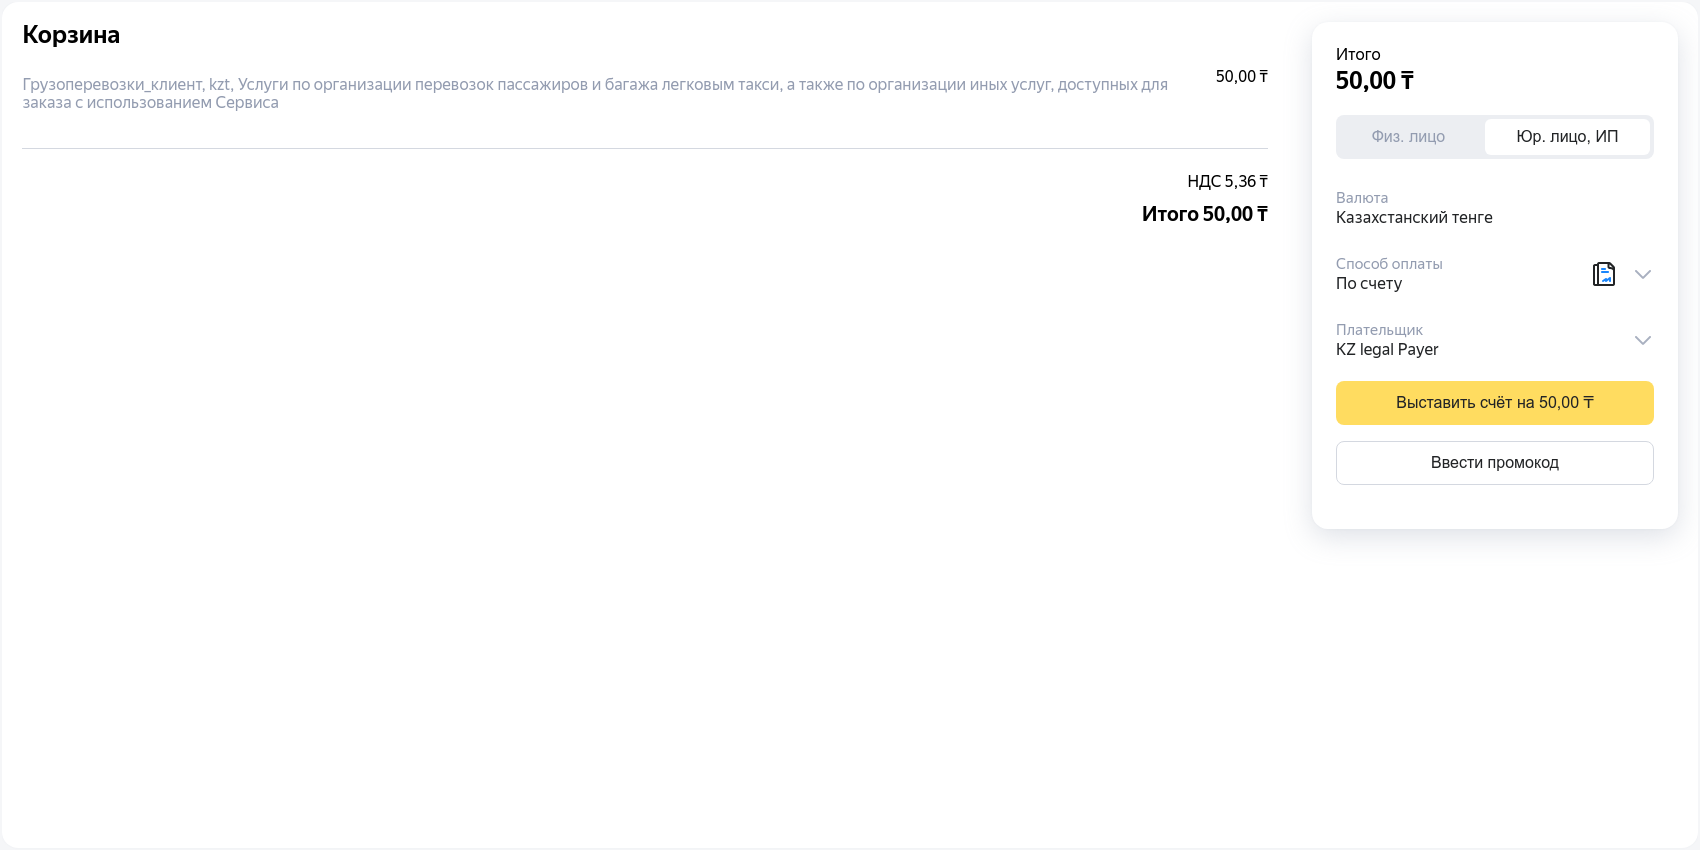 Корзина
Грузоперевозки_клиент, kzt, Услуги по организации перевозок пассажиров и багажа легковым такси, а также по организации иных услуг, доступных для
заказа с использованием Сервиса
50,00 ₸
НДС 5,36 ₸
Итого 50,00 ₸
Итого
50,00 ₸
Физ. лицо
Юр. лицо, ИП
Валюта
Казахстанский тенге
Способ оплаты
По счету
Плательщик
KZ legal Payer
Выставить счёт на 50,00 ₸
Ввести промокод